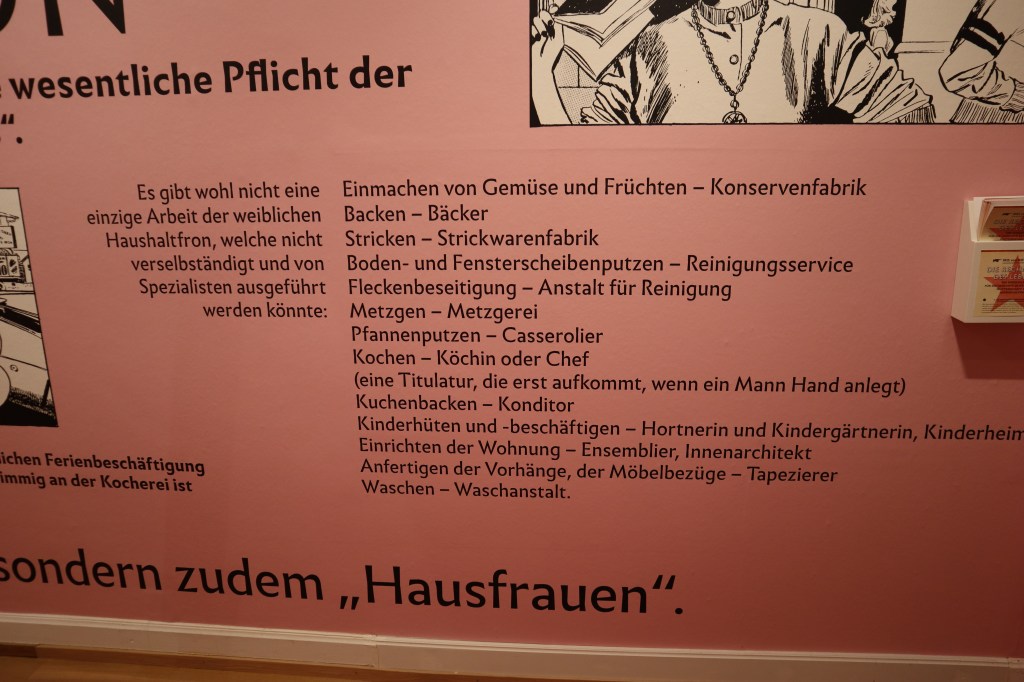 wesentliche Pflicht der
“.
Es gibt wohl nicht eine
einzige Arbeit der weiblichen
Haushaltfron, welche nicht
verselbständigt und von
Spezialisten ausgeführt
werden könnte:
Einmachen von Gemüse und Früchten – Konservenfabrik
Backen – Bäcker
Stricken – Strickwarenfabrik
Boden- und Fensterscheibenputzen – Reinigungsservice
Fleckenbeseitigung – Anstalt für Reinigung
Metzgen – Metzgerei
Pfannenputzen – Casserolier
Kochen – Köchin oder Chef
(eine Titulatur, die erst aufkommt, wenn ein Mann Hand anlegt)
Kuchenbacken – Konditor
Kinderhüten und -beschäftigen – Hortnerin und Kindergärtnerin, Kinderheim
Einrichten der Wohnung – Ensemblier, Innenarchitekt
Anfertigen der Vorhänge, der Möbelbezüge – Tapezierer
Waschen – Waschanstalt.
lichen Ferienbeschäftigung
immig an der Kocherei ist
sondern zudem „Hausfrauen“.